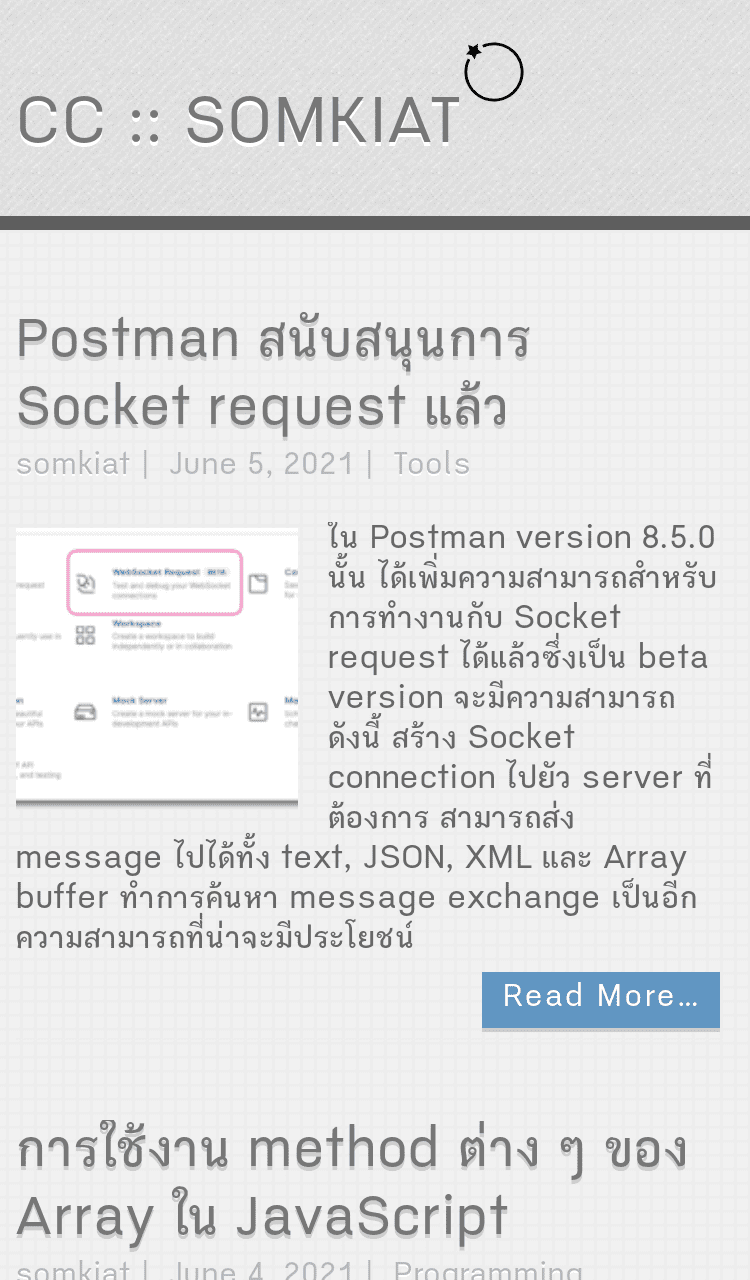 CC :: SOMKIAT
Postman สนับสนุนการ
Socket request แล้ว
somkiat | June 5, 2021 | Tools
WebSocket Request BETA
Test and debug your WebSocket
connections
request
Workspace
Create a workspace to build
independently or in collaboration
Mock Server
Create a mock server for your in-
development APIs
, and testing
ใน Postman version 8.5.0
นั้น ได้เพิ่มความสามารถสำหรับ
การทำงานกับ Socket
request ได้แล้วซึ่งเป็น beta
version จะมีความสามารถ
ดังนี้ สร้าง Socket
connection ไปยัว server ที่
ต้องการ สามารถส่ง
message ไปได้ทั้ง text, JSON, XML และ Array
buffer ทำการค้นหา message exchange เป็นอีก
ความสามารถที่น่าจะมีประโยชน์
Read More…
การใช้งาน method ต่าง ๆ ของ
Array ใน JavaScript
somkiat | June 4, 2021 | Programming